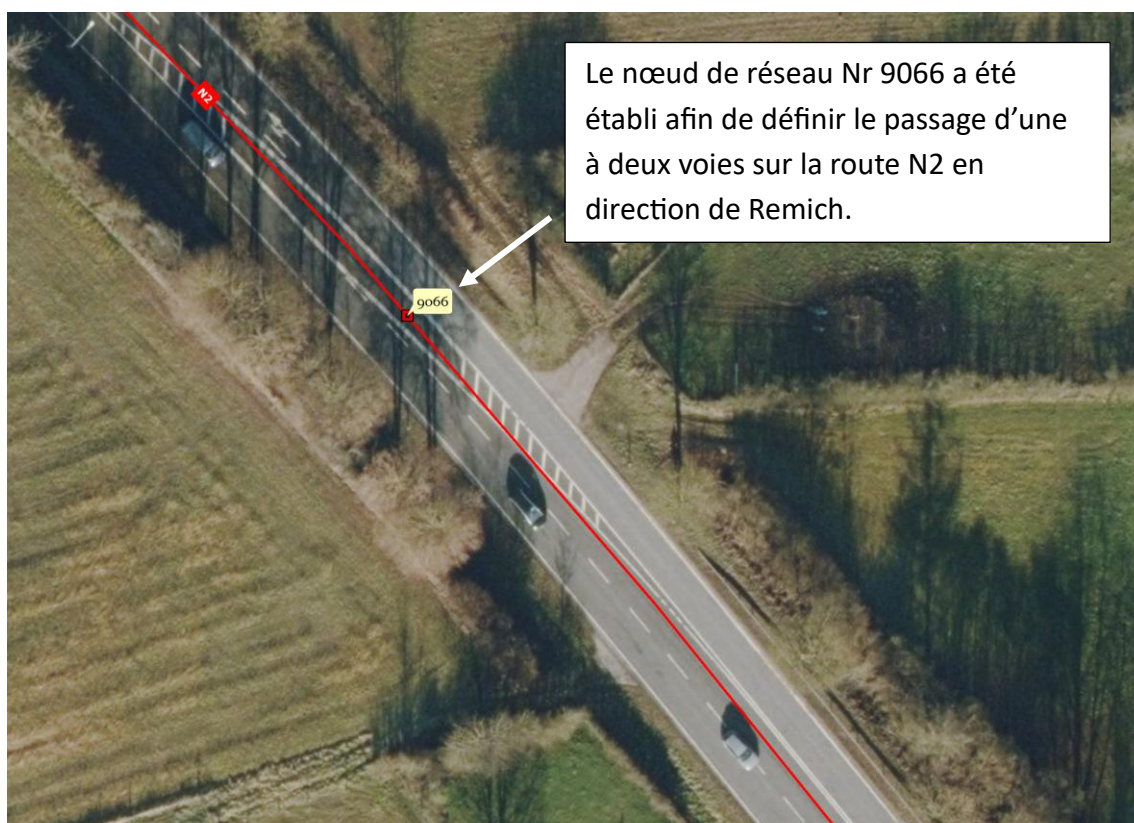 N2
Le nœud de réseau Nr 9066 a été
établi afin de définir le passage d’une
à deux voies sur la route N2 en
direction de Remich.
9066